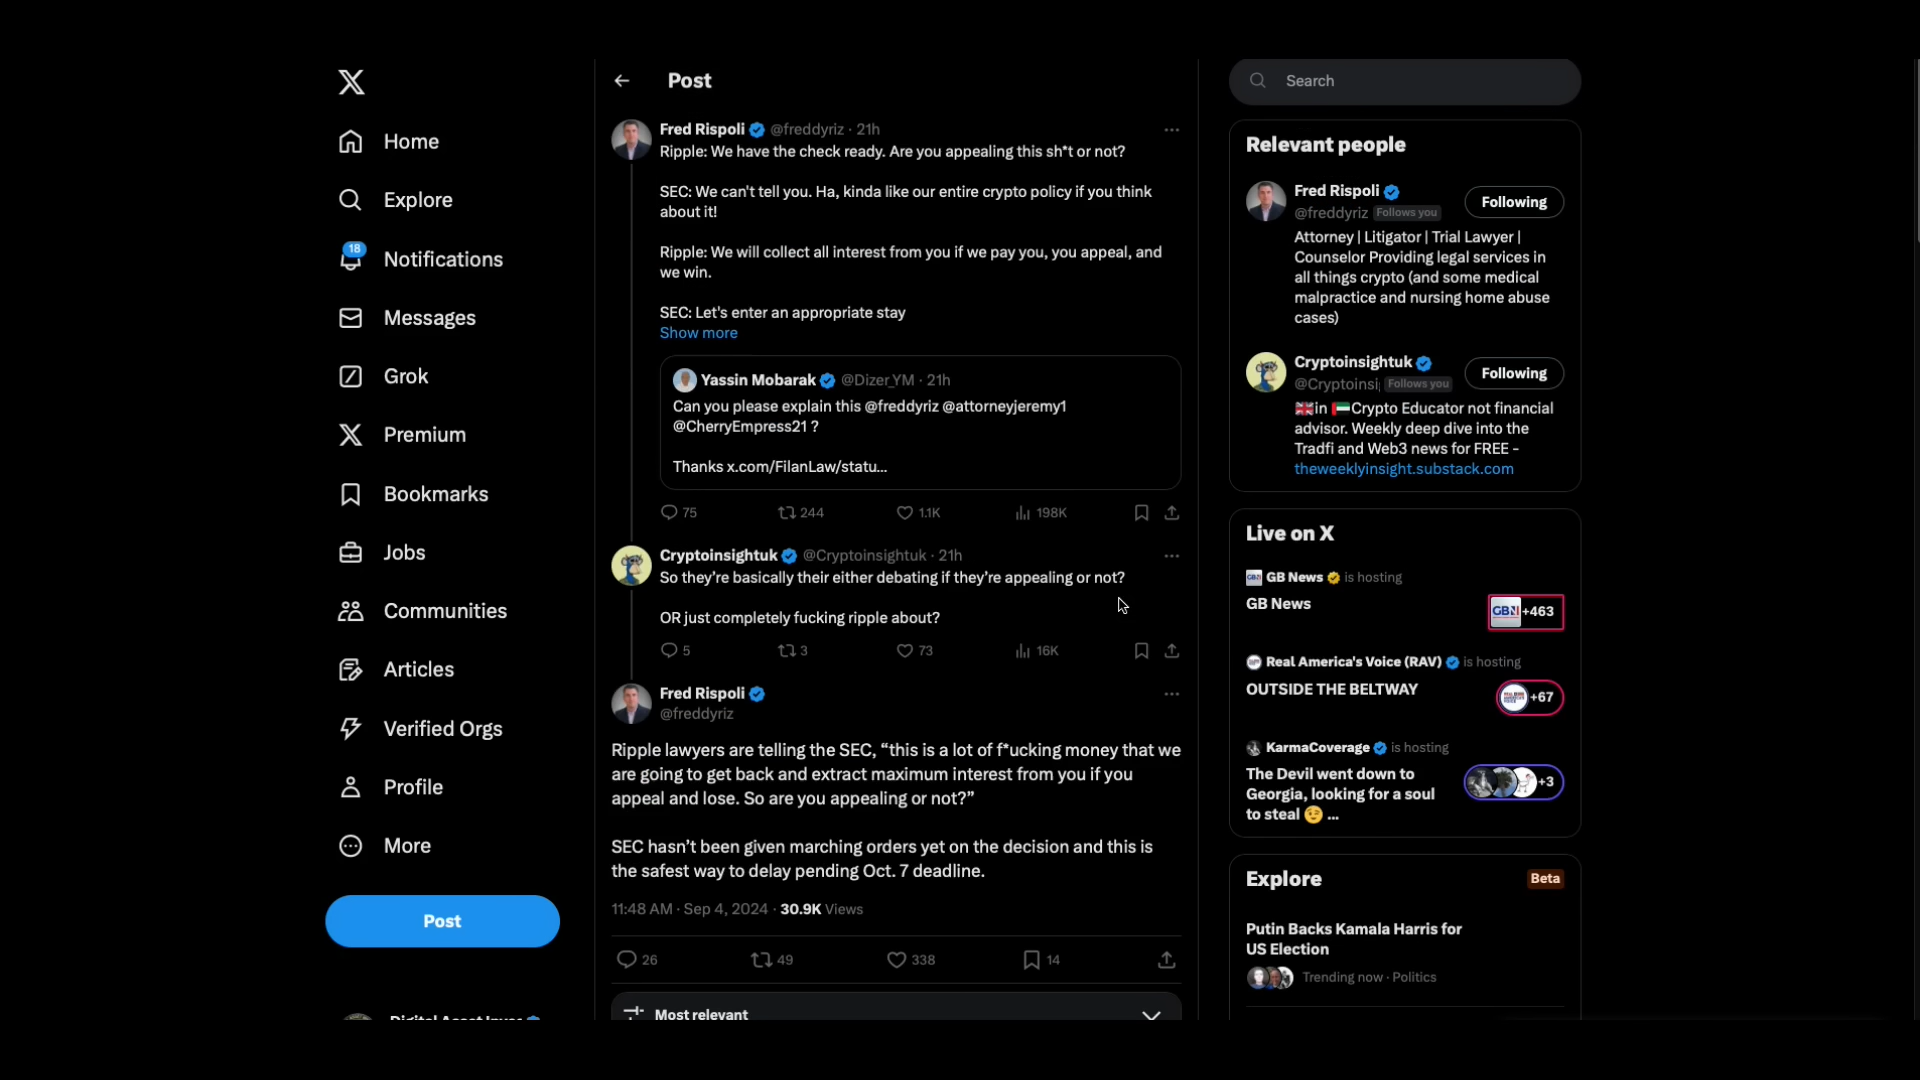 Home
Explore
18
Notifications
Messages
Grok
Premium
Bookmarks
Jobs
Communities
Articles
Verified Orgs
Profile
More
Post
Post
Fred Rispoli @freddyriz · 21h
Ripple: We have the check ready. Are you appealing this sh*t or not?
SEC: We can't tell you. Ha, kinda like our entire crypto policy if you think
about it!
Ripple: We will collect all interest from you if we pay you, you appeal, and
we win.
SEC: Let's enter an appropriate stay
Show more
Yassin Mobarak @Dizer_YM · 21h
Can you please explain this @freddyriz @attorneyjeremy1
@CherryEmpress21 ?
Thanks x.com/FilanLaw/statu...
75 244 1.1K 198K
Cryptoinsightuk @Cryptoinsightuk · 21h
So they're basically their either debating if they're appealing or not?
OR just completely fucking ripple about?
5 3 73 16K
Fred Rispoli
@freddyriz
Ripple lawyers are telling the SEC, “this is a lot of f*ucking money that we
are going to get back and extract maximum interest from you if you
appeal and lose. So are you appealing or not?”
SEC hasn’t been given marching orders yet on the decision and this is
the safest way to delay pending Oct. 7 deadline.
11:48 AM · Sep 4, 2024 · 30.9K Views
26 49 338 14
Most relevant
Search
Relevant people
Fred Rispoli
@freddyriz Follows you
Following
Attorney | Litigator | Trial Lawyer |
Counselor Providing legal services in
all things crypto (and some medical
malpractice and nursing home abuse
cases)
Cryptoinsightuk
@Cryptoinsi Follows you
Following
in Crypto Educator not financial
advisor. Weekly deep dive into the
Tradfi and Web3 news for FREE -
theweeklyinsight.substack.com
Live on X
GB News is hosting
GB News
GBN +463
Real America's Voice (RAV) is hosting
OUTSIDE THE BELTWAY
+67
KarmaCoverage is hosting
The Devil went down to
Georgia, looking for a soul
to steal 😉 ...
+3
Explore
Beta
Putin Backs Kamala Harris for
US Election
Trending now · Politics